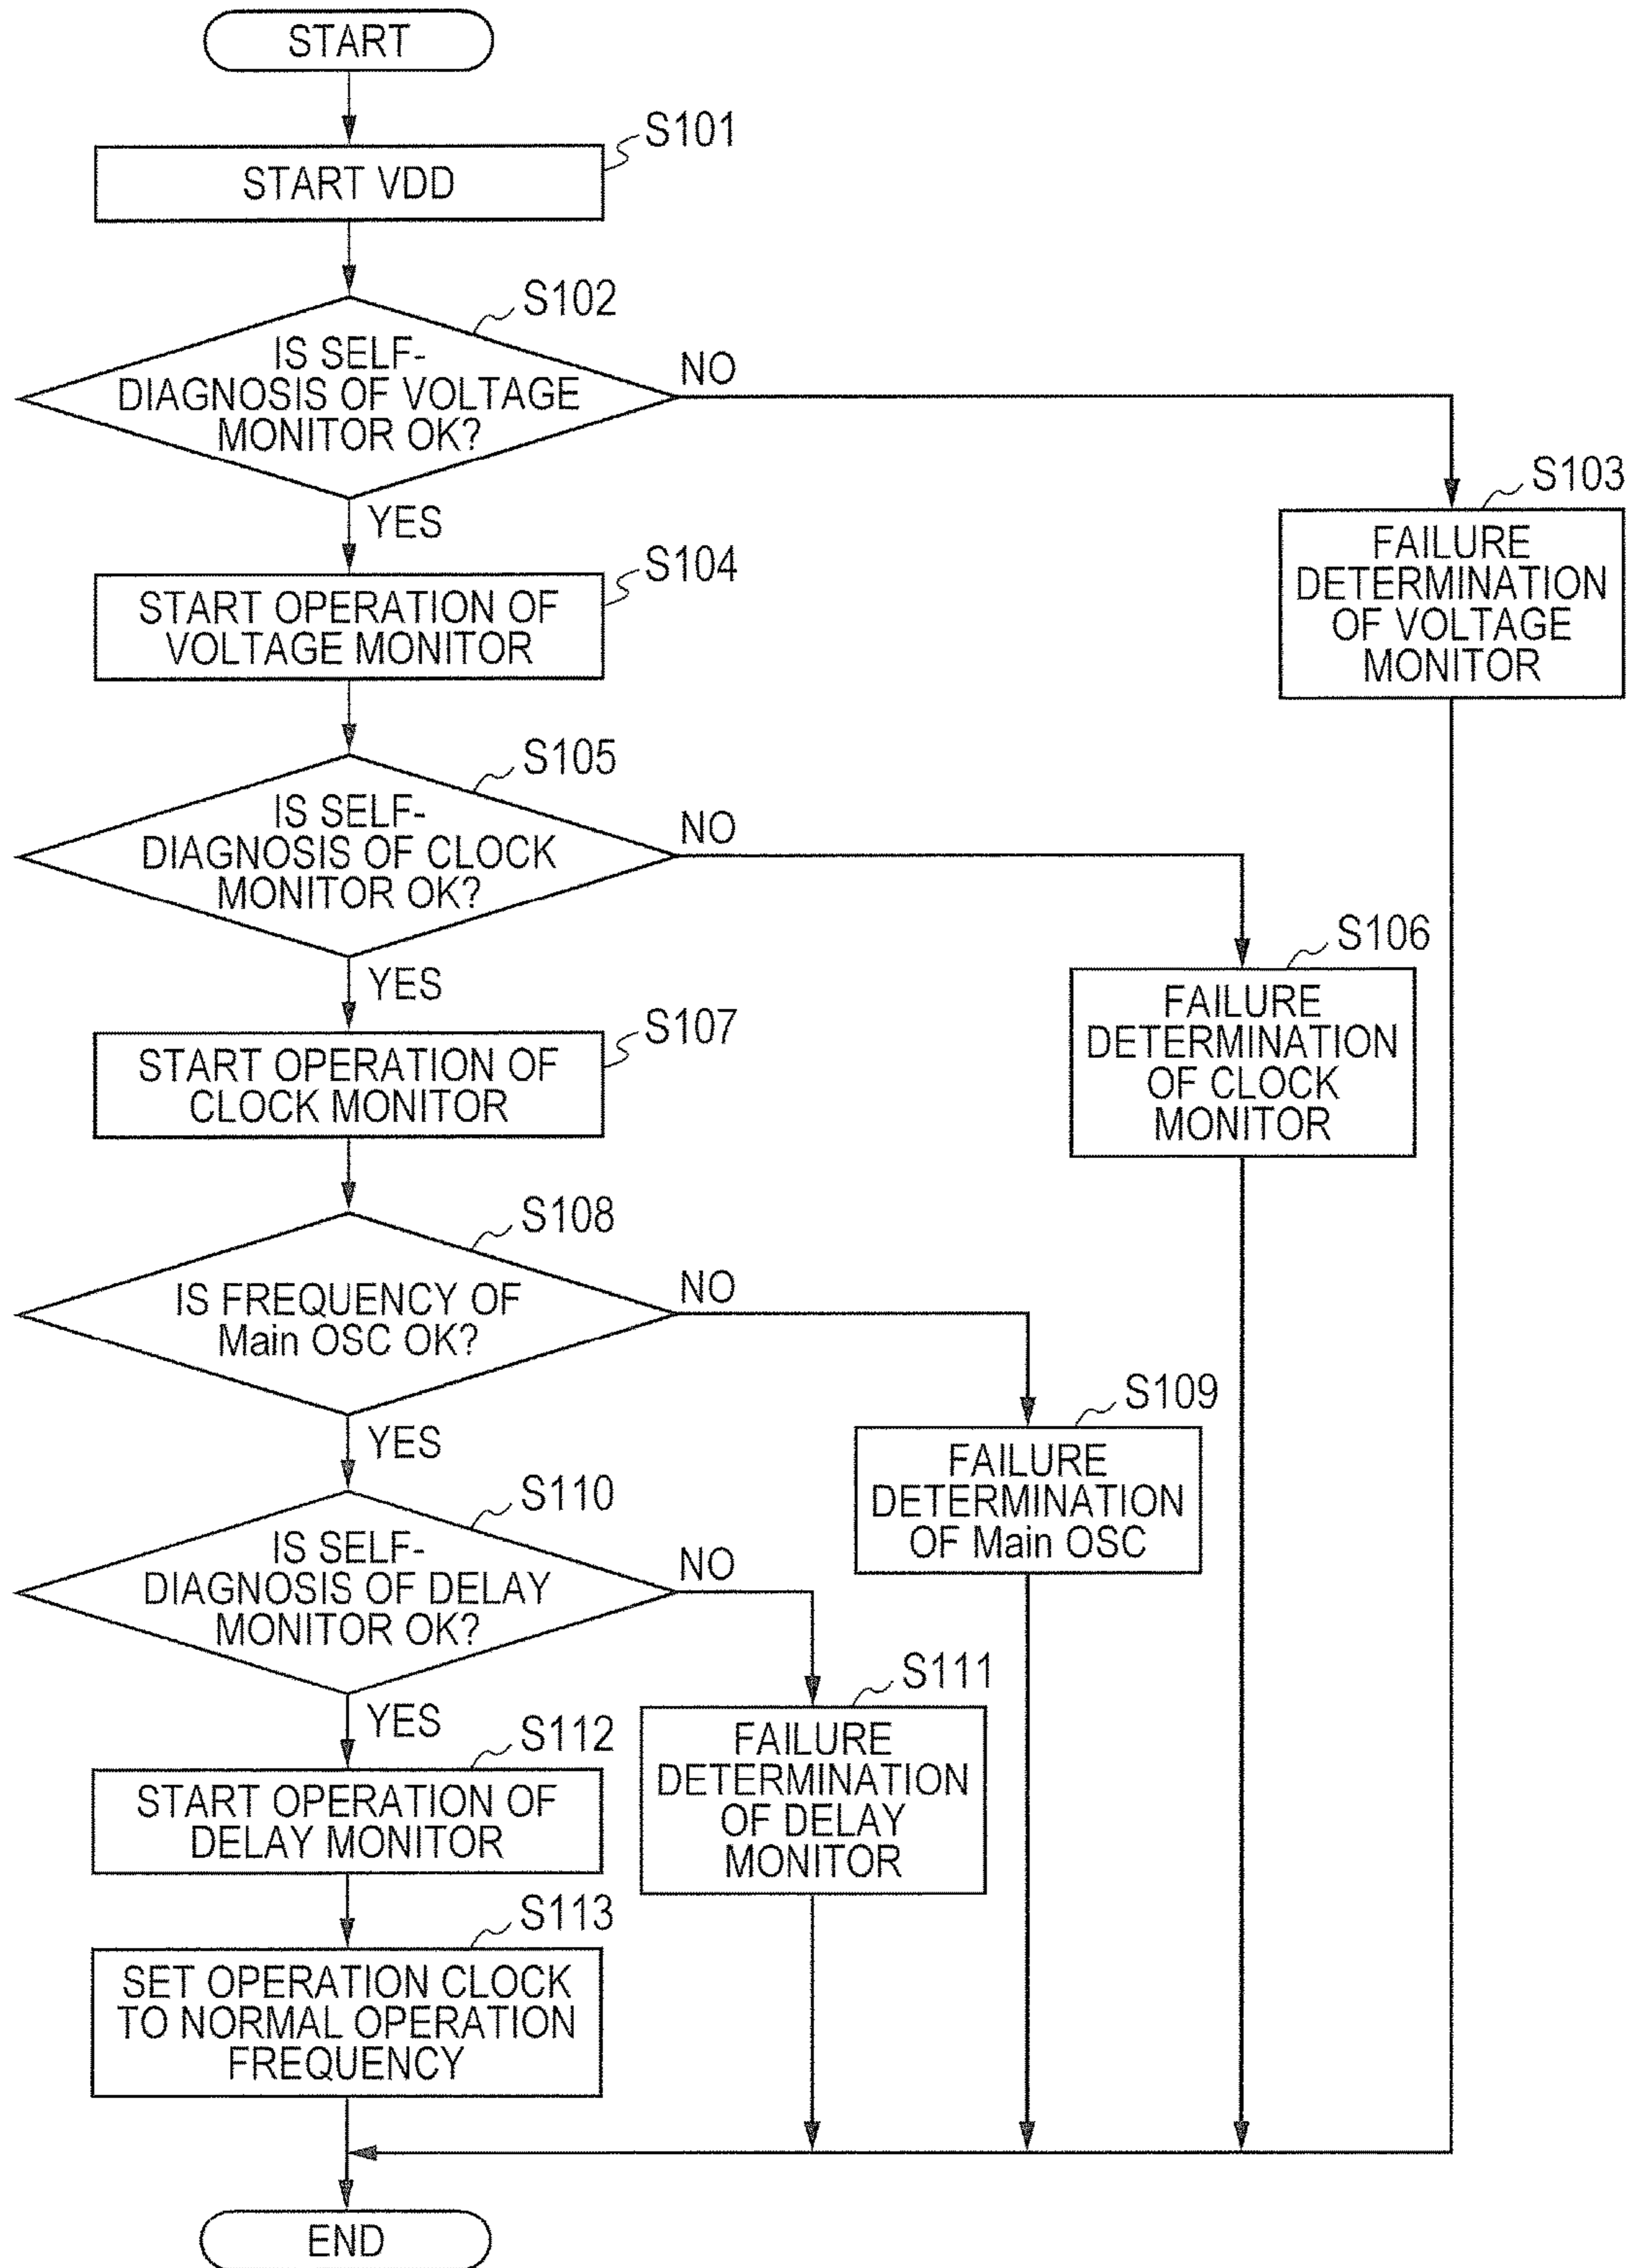 START
S101
START VDD
S102
IS SELF-
DIAGNOSIS OF VOLTAGE
MONITOR OK?
NO
YES
S103
FAILURE
DETERMINATION
OF VOLTAGE
MONITOR
S104
START OPERATION OF
VOLTAGE MONITOR
S105
IS SELF-
DIAGNOSIS OF CLOCK
MONITOR OK?
NO
YES
S106
FAILURE
DETERMINATION
OF CLOCK
MONITOR
S107
START OPERATION OF
CLOCK MONITOR
S108
IS FREQUENCY OF
Main OSC OK?
NO
YES
S109
FAILURE
DETERMINATION
OF Main OSC
S110
IS SELF-
DIAGNOSIS OF DELAY
MONITOR OK?
NO
YES
S111
FAILURE
DETERMINATION
OF DELAY
MONITOR
S112
START OPERATION OF
DELAY MONITOR
S113
SET OPERATION CLOCK
TO NORMAL OPERATION
FREQUENCY
END